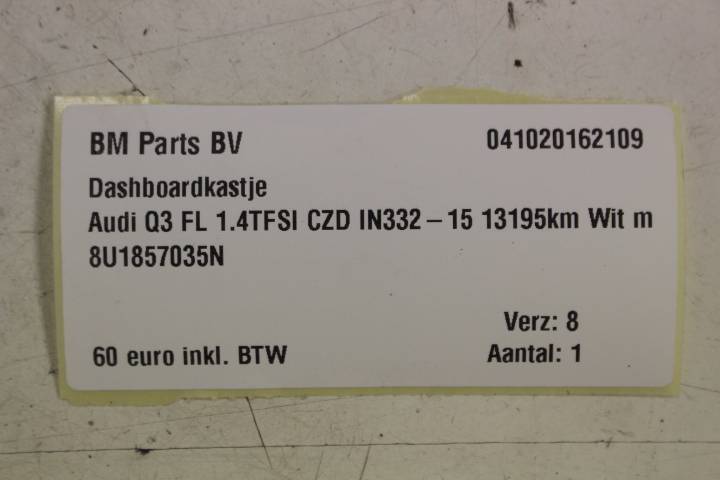 BM Parts BV 041020162109
Dashboardkastje
Audi Q3 FL 1.4TFSI CZD IN332-15 13195km Wit m
8U1857035N
Verz: 8
60 euro inkl. BTW Aantal: 1